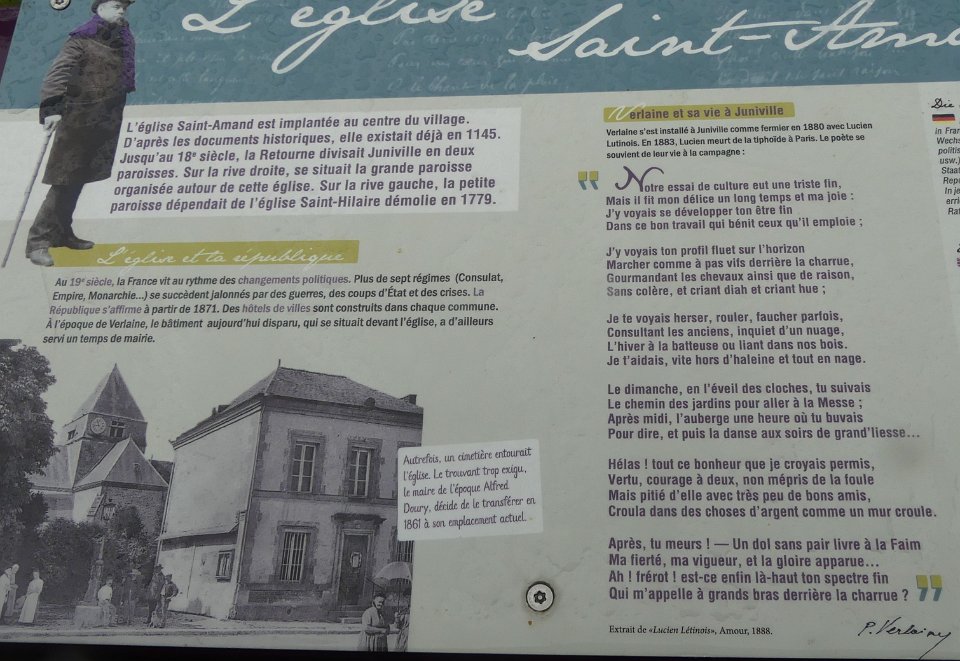 L'église Saint-Amand
L'église Saint-Amand est implantée au centre du village.
D'après les documents historiques, elle existait déjà en 1145.
Jusqu'au 18e siècle, la Retourne divisait Juniville en deux
paroisses. Sur la rive droite, se situait la grande paroisse
organisée autour de cette église. Sur la rive gauche, la petite
paroisse dépendait de l'église Saint-Hilaire démolie en 1779.
L'église et la république
Au 19e siècle, la France vit au rythme des changements politiques. Plus de sept régimes (Consulat,
Empire, Monarchie...) se succèdent jalonnés par des guerres, des coups d'État et des crises. La
République s'affirme à partir de 1871. Des hôtels de villes sont construits dans chaque commune.
À l'époque de Verlaine, le bâtiment aujourd'hui disparu, qui se situait devant l'église, a d'ailleurs
servi un temps de mairie.
Autrefois, un cimetière entourait
l'église. Le trouvant trop exigu,
le maire de l'époque Alfred
Doury, décide de le transférer en
1861 à son emplacement actuel.
Verlaine et sa vie à Juniville
Verlaine s'est installé à Juniville comme fermier en 1880 avec Lucien
Lutinois. En 1883, Lucien meurt de la tiphoïde à Paris. Le poète se
souvient de leur vie à la campagne :
" Notre essai de culture eut une triste fin,
Mais il fit mon délice un long temps et ma joie :
J'y voyais se développer ton être fin
Dans ce bon travail qui bénit ceux qu'il emploie ;
J'y voyais ton profil fluet sur l'horizon
Marcher comme à pas vifs derrière la charrue,
Gourmandant les chevaux ainsi que de raison,
Sans colère, et criant diah et criant hue ;
Je te voyais herser, rouler, faucher parfois,
Consultant les anciens, inquiet d'un nuage,
L'hiver à la batteuse ou liant dans nos bois.
Je t'aidais, vite hors d'haleine et tout en nage.
Le dimanche, en l'éveil des cloches, tu suivais
Le chemin des jardins pour aller à la Messe ;
Après midi, l'auberge une heure où tu buvais
Pour dire, et puis la danse aux soirs de grand'liesse...
Hélas ! tout ce bonheur que je croyais permis,
Vertu, courage à deux, non mépris de la foule
Mais pitié d'elle avec très peu de bons amis,
Croula dans des choses d'argent comme un mur croule.
Après, tu meurs ! — Un dol sans pair livre à la Faim
Ma fierté, ma vigueur, et la gloire apparue...
Ah ! frérot ! est-ce enfin là-haut ton spectre fin
Qui m'appelle à grands bras derrière la charrue ? "
Extrait de «Lucien Létinois», Amour, 1888.
P. Verlaine
Die
in Fran
Wechs
politis
usw.)
Staat
Repu
In je
erri
Rat